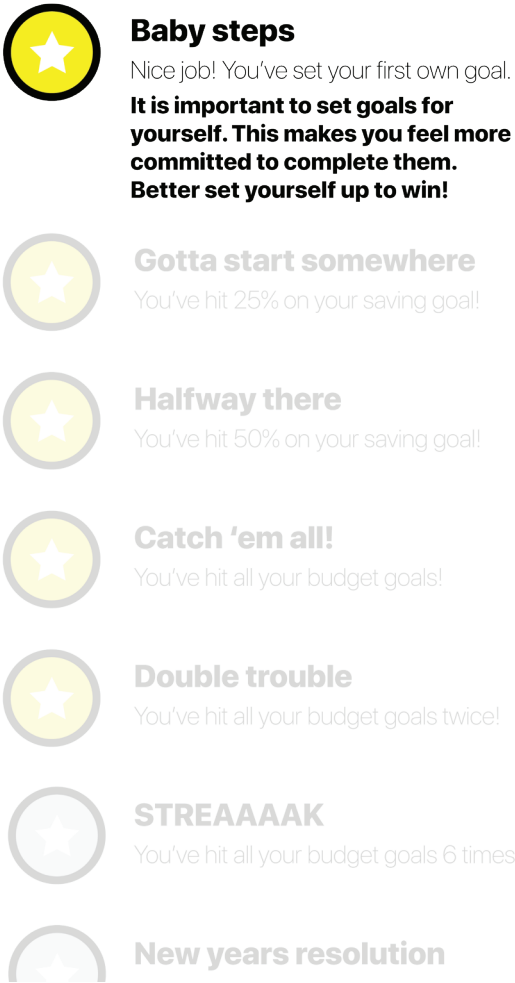 Baby steps
Nice job! You’ve set your first own goal.
It is important to set goals for
yourself. This makes you feel more
committed to complete them.
Better set yourself up to win!
Gotta start somewhere
You’ve hit 25% on your saving goal!
Halfway there
You’ve hit 50% on your saving goal!
Catch ‘em all!
You’ve hit all your budget goals!
Double trouble
You’ve hit all your budget goals twice!
STREAAAAK
You’ve hit all your budget goals 6 times
New years resolution